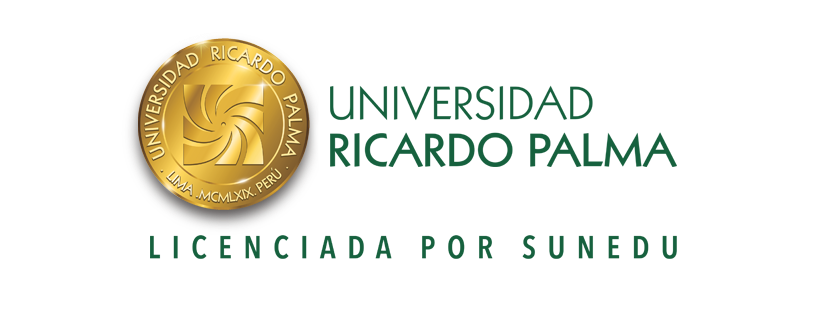 UNIVERSIDAD RICARDO PALMA
· LIMA .MCMLXIX. PERÚ ·
UNIVERSIDAD
RICARDO PALMA
LICENCIADA POR SUNEDU